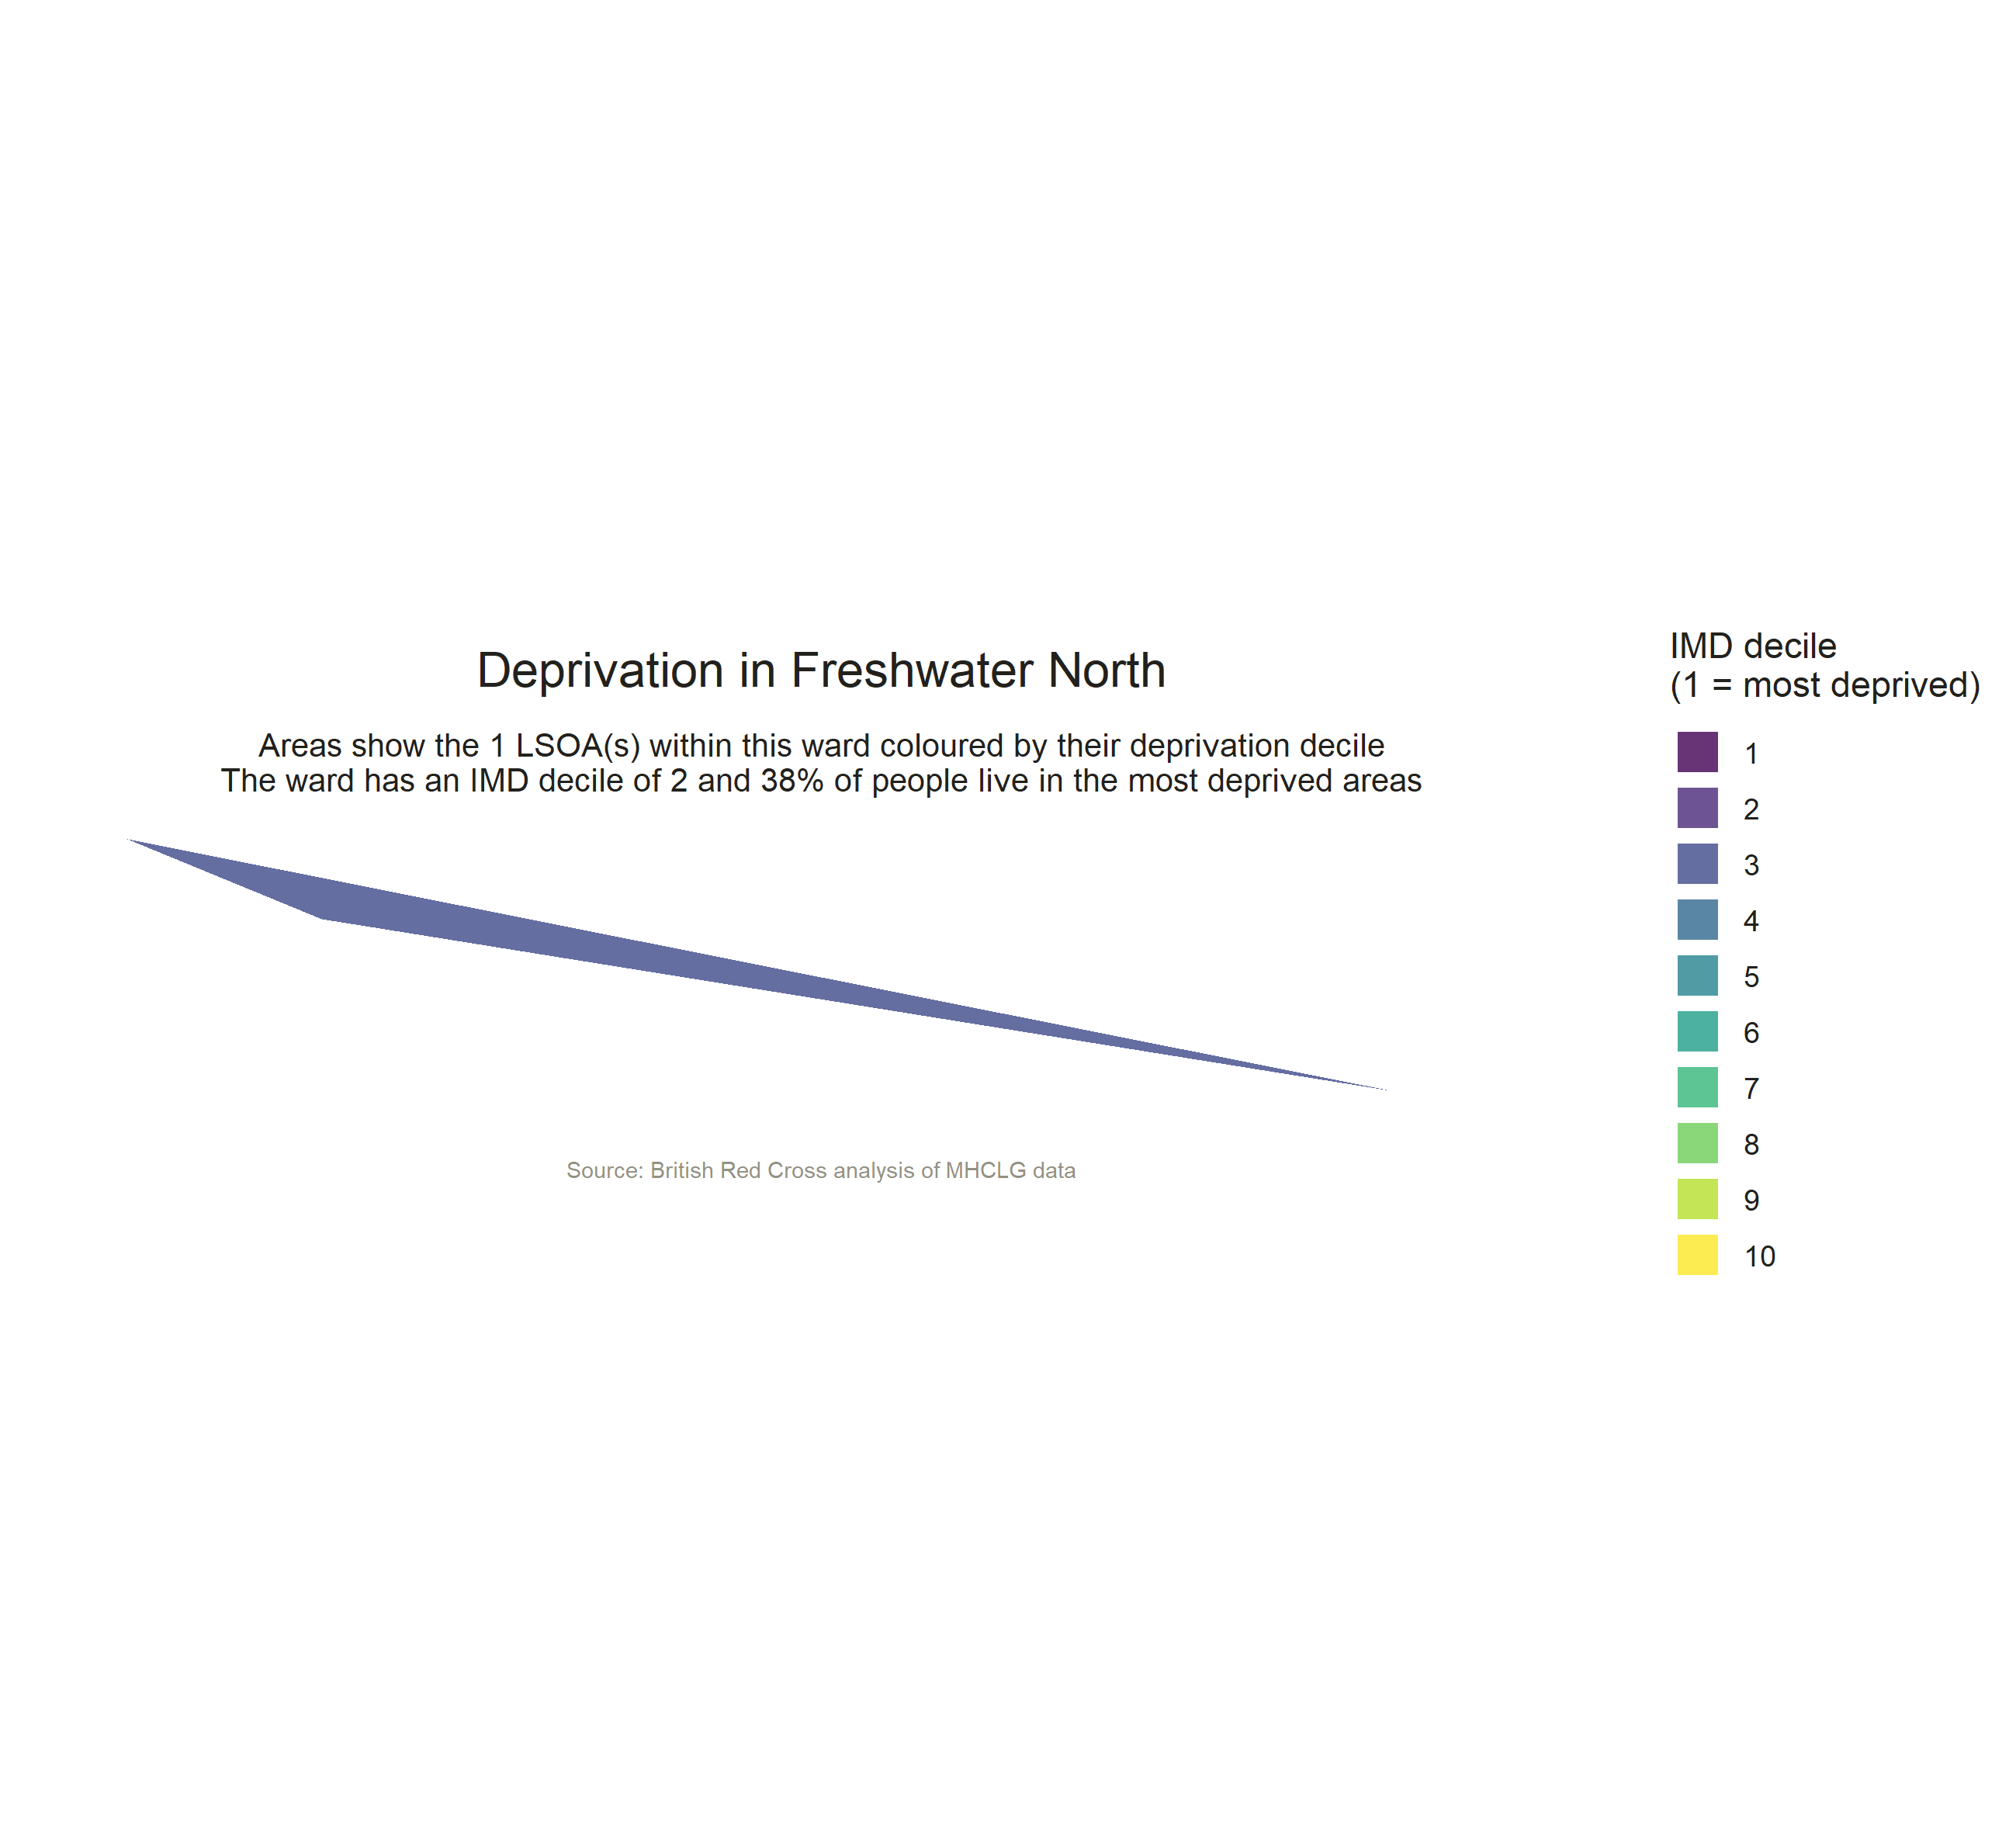 Deprivation in Freshwater North
Areas show the 1 LSOA(s) within this ward coloured by their deprivation decile
The ward has an IMD decile of 2 and 38% of people live in the most deprived areas
Source: British Red Cross analysis of MHCLG data
IMD decile
(1 = most deprived)
1
2
3
4
5
6
7
8
9
10